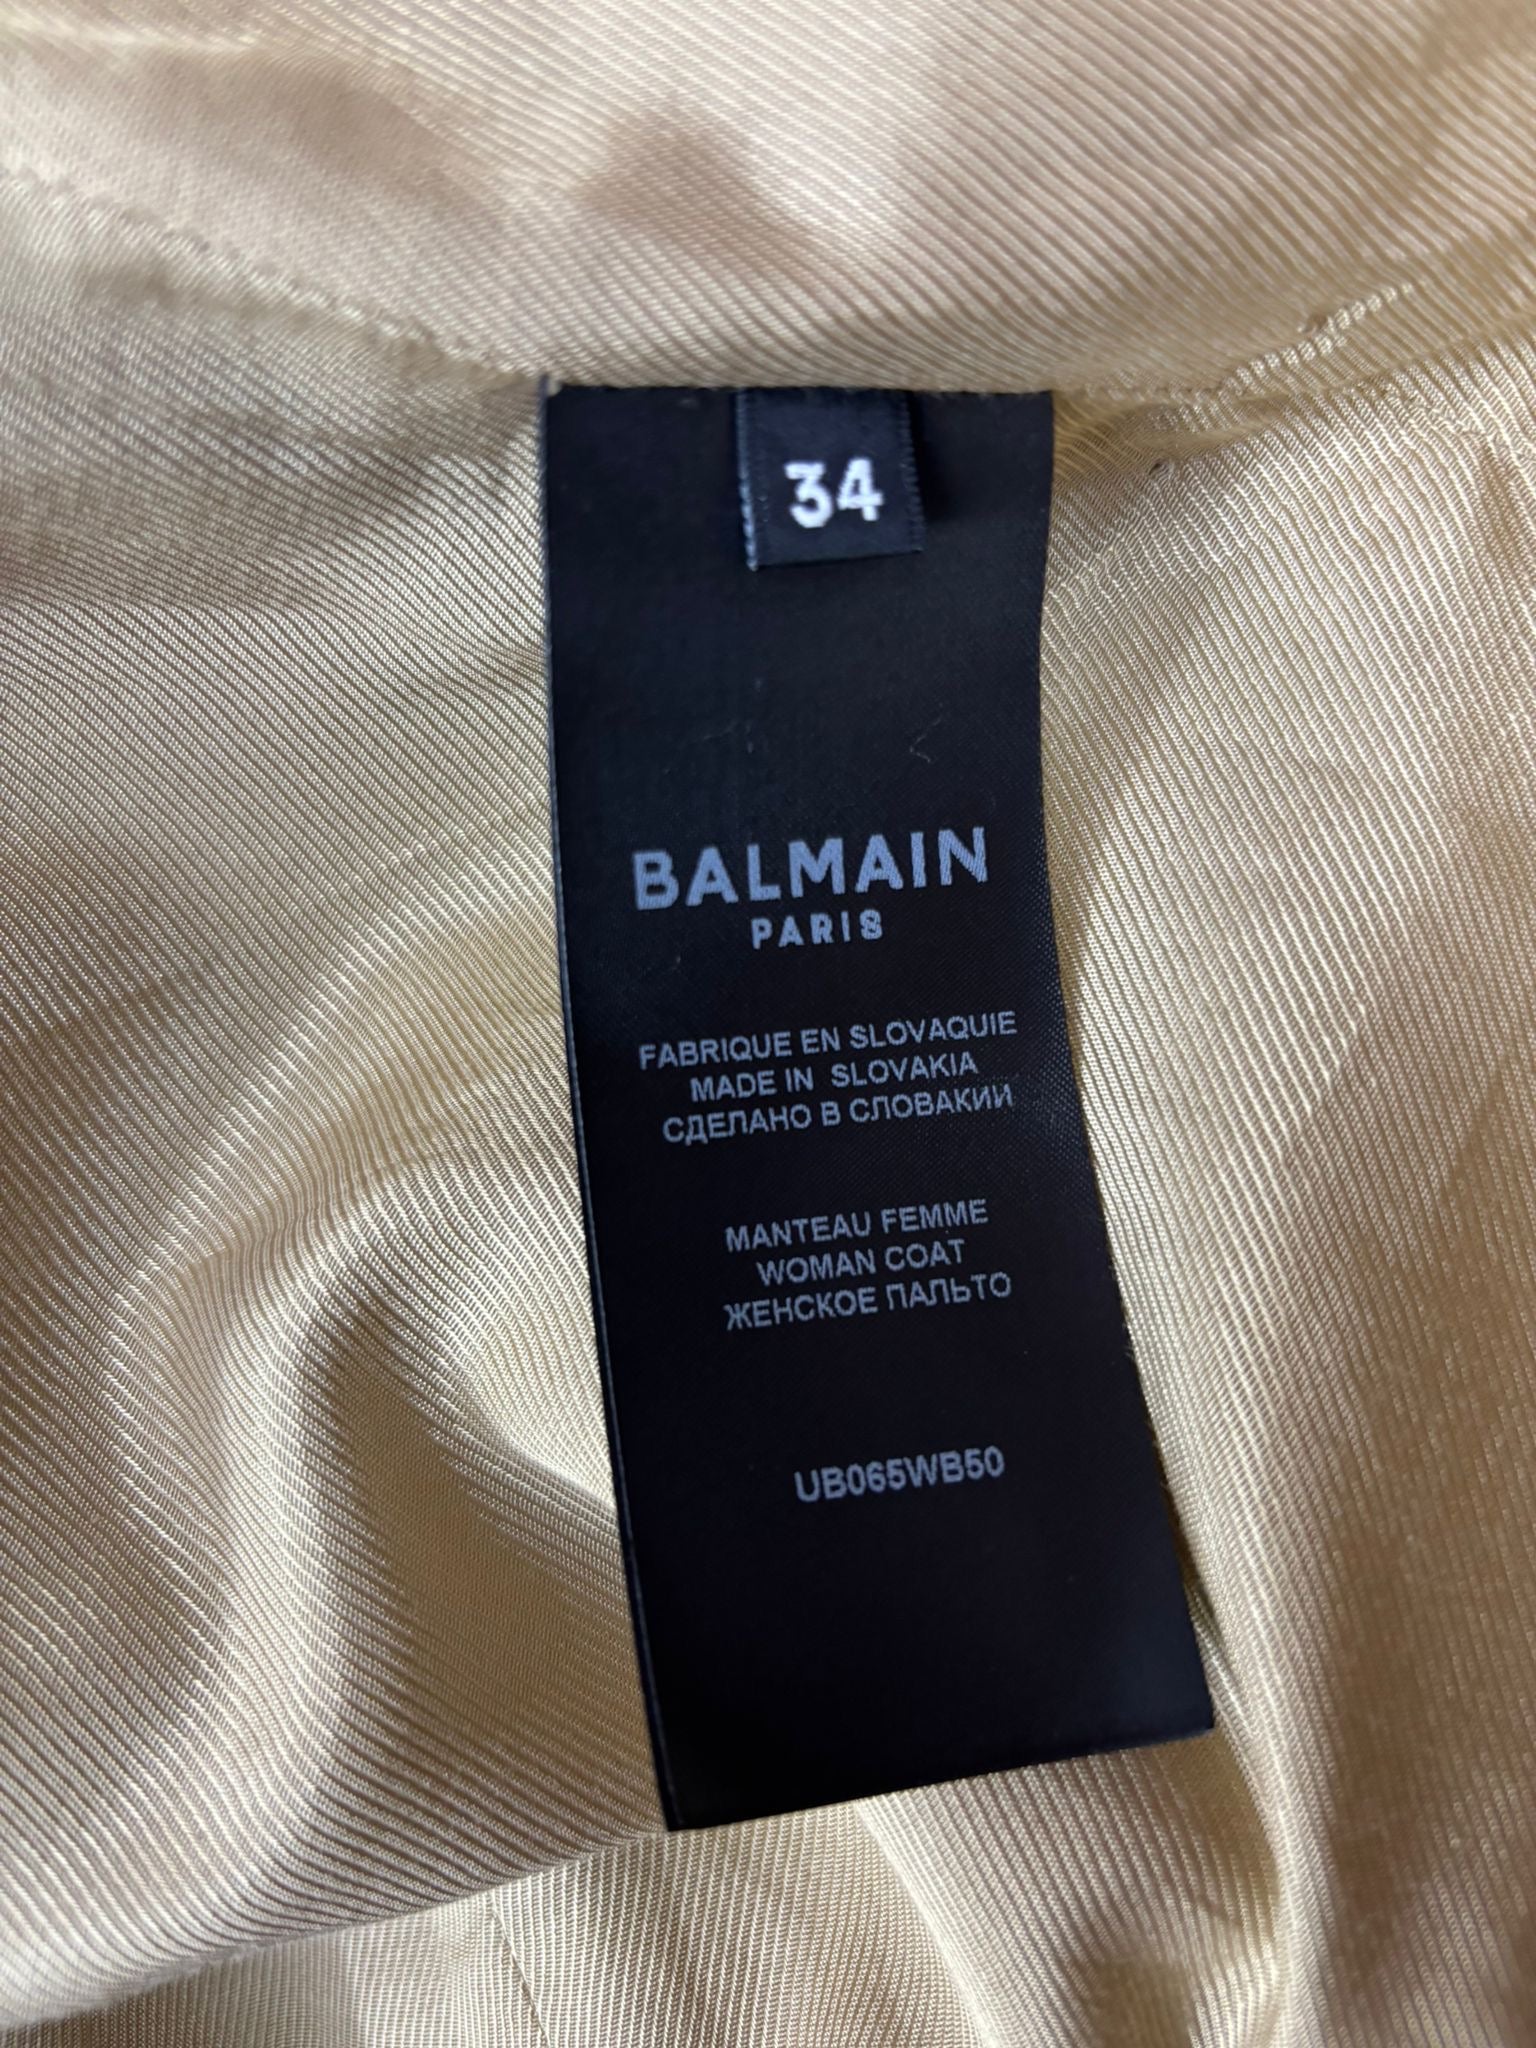 34
BALMAIN
PARIS
FABRIQUE EN SLOVAQUIE
MADE IN SLOVAKIA
СДЕЛАНО В СЛОВАКИИ
MANTEAU FEMME
WOMAN COAT
ЖЕНСКОЕ ПАЛЬТО
UB065WB50